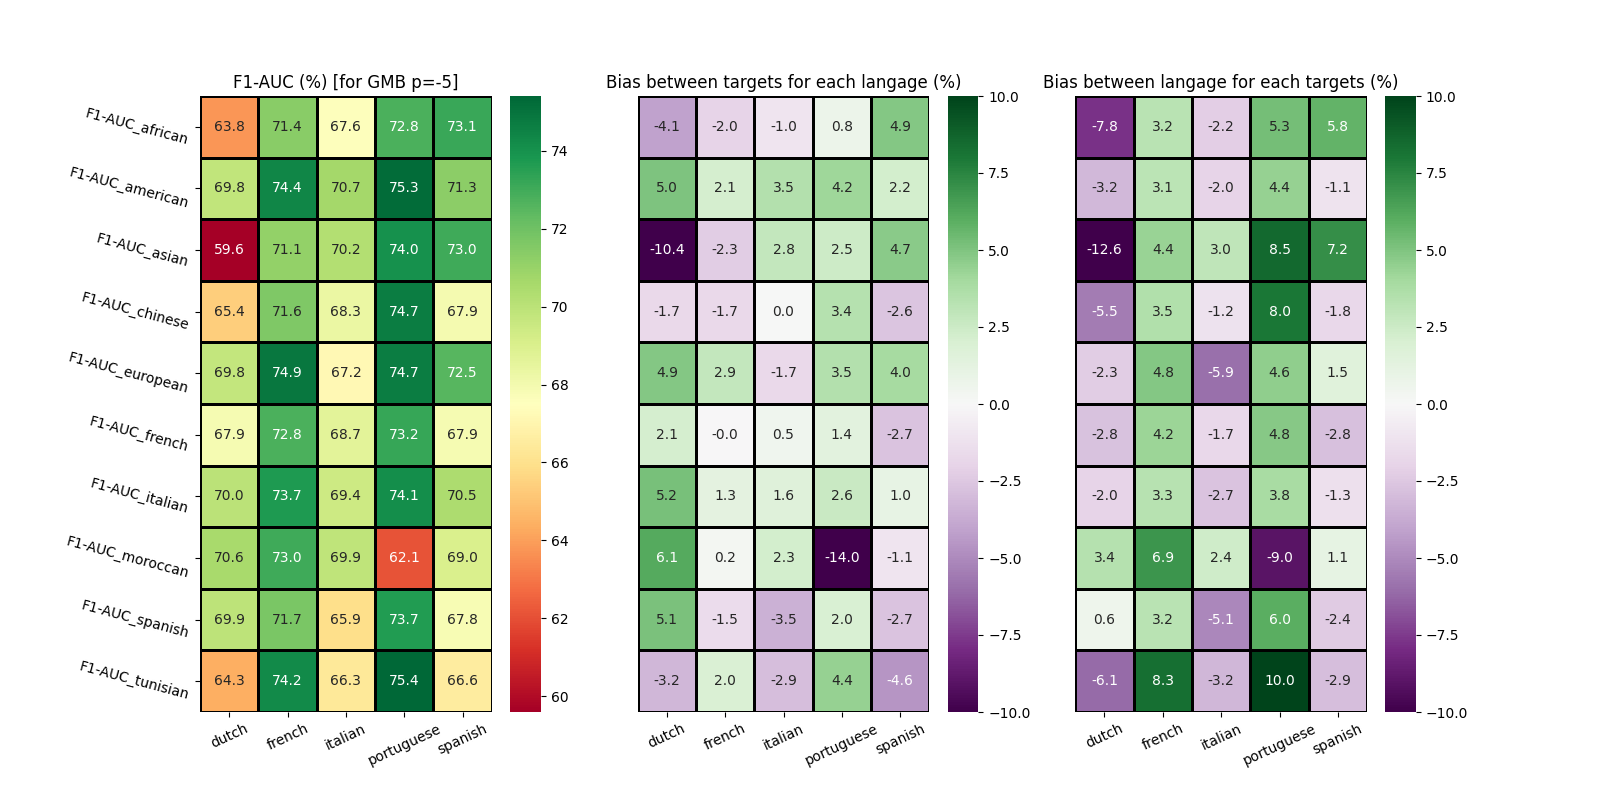 F1-AUC (%) [for GMB p=-5]
Bias between targets for each langage (%)
Bias between langage for each targets (%)
F1-AUC_african 63.8 71.4 67.6 72.8 73.1
F1-AUC_american 69.8 74.4 70.7 75.3 71.3
F1-AUC_asian 59.6 71.1 70.2 74.0 73.0
F1-AUC_chinese 65.4 71.6 68.3 74.7 67.9
F1-AUC_european 69.8 74.9 67.2 74.7 72.5
F1-AUC_french 67.9 72.8 68.7 73.2 67.9
F1-AUC_italian 70.0 73.7 69.4 74.1 70.5
F1-AUC_moroccan 70.6 73.0 69.9 62.1 69.0
F1-AUC_spanish 69.9 71.7 65.9 73.7 67.8
F1-AUC_tunisian 64.3 74.2 66.3 75.4 66.6
dutch french italian portuguese spanish
74
72
70
68
66
64
62
60
-4.1 -2.0 -1.0 0.8 4.9
5.0 2.1 3.5 4.2 2.2
-10.4 -2.3 2.8 2.5 4.7
-1.7 -1.7 0.0 3.4 -2.6
4.9 2.9 -1.7 3.5 4.0
2.1 -0.0 0.5 1.4 -2.7
5.2 1.3 1.6 2.6 1.0
6.1 0.2 2.3 -14.0 -1.1
5.1 -1.5 -3.5 2.0 -2.7
-3.2 2.0 -2.9 4.4 -4.6
dutch french italian portuguese spanish
10.0
7.5
5.0
2.5
0.0
−2.5
−5.0
−7.5
−10.0
-7.8 3.2 -2.2 5.3 5.8
-3.2 3.1 -2.0 4.4 -1.1
-12.6 4.4 3.0 8.5 7.2
-5.5 3.5 -1.2 8.0 -1.8
-2.3 4.8 -5.9 4.6 1.5
-2.8 4.2 -1.7 4.8 -2.8
-2.0 3.3 -2.7 3.8 -1.3
3.4 6.9 2.4 -9.0 1.1
0.6 3.2 -5.1 6.0 -2.4
-6.1 8.3 -3.2 10.0 -2.9
dutch french italian portuguese spanish
10.0
7.5
5.0
2.5
0.0
−2.5
−5.0
−7.5
−10.0